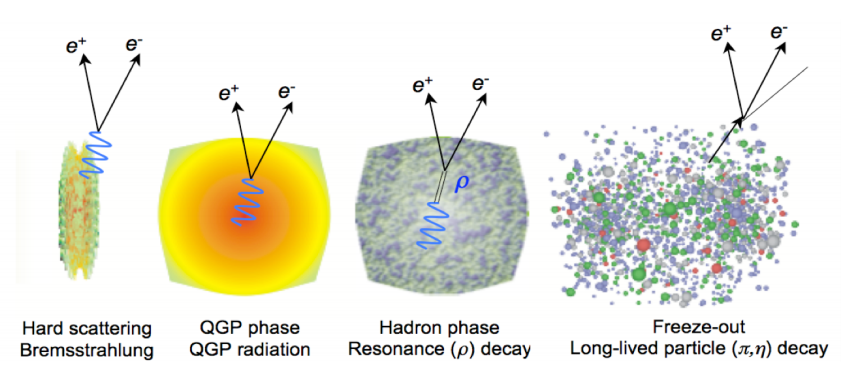 e⁺ e⁻
e⁺ e⁻
e⁺ e⁻
e⁺ e⁻
ρ
Hard scattering
Bremsstrahlung
QGP phase
QGP radiation
Hadron phase
Resonance (ρ) decay
Freeze-out
Long-lived particle (π,η) decay